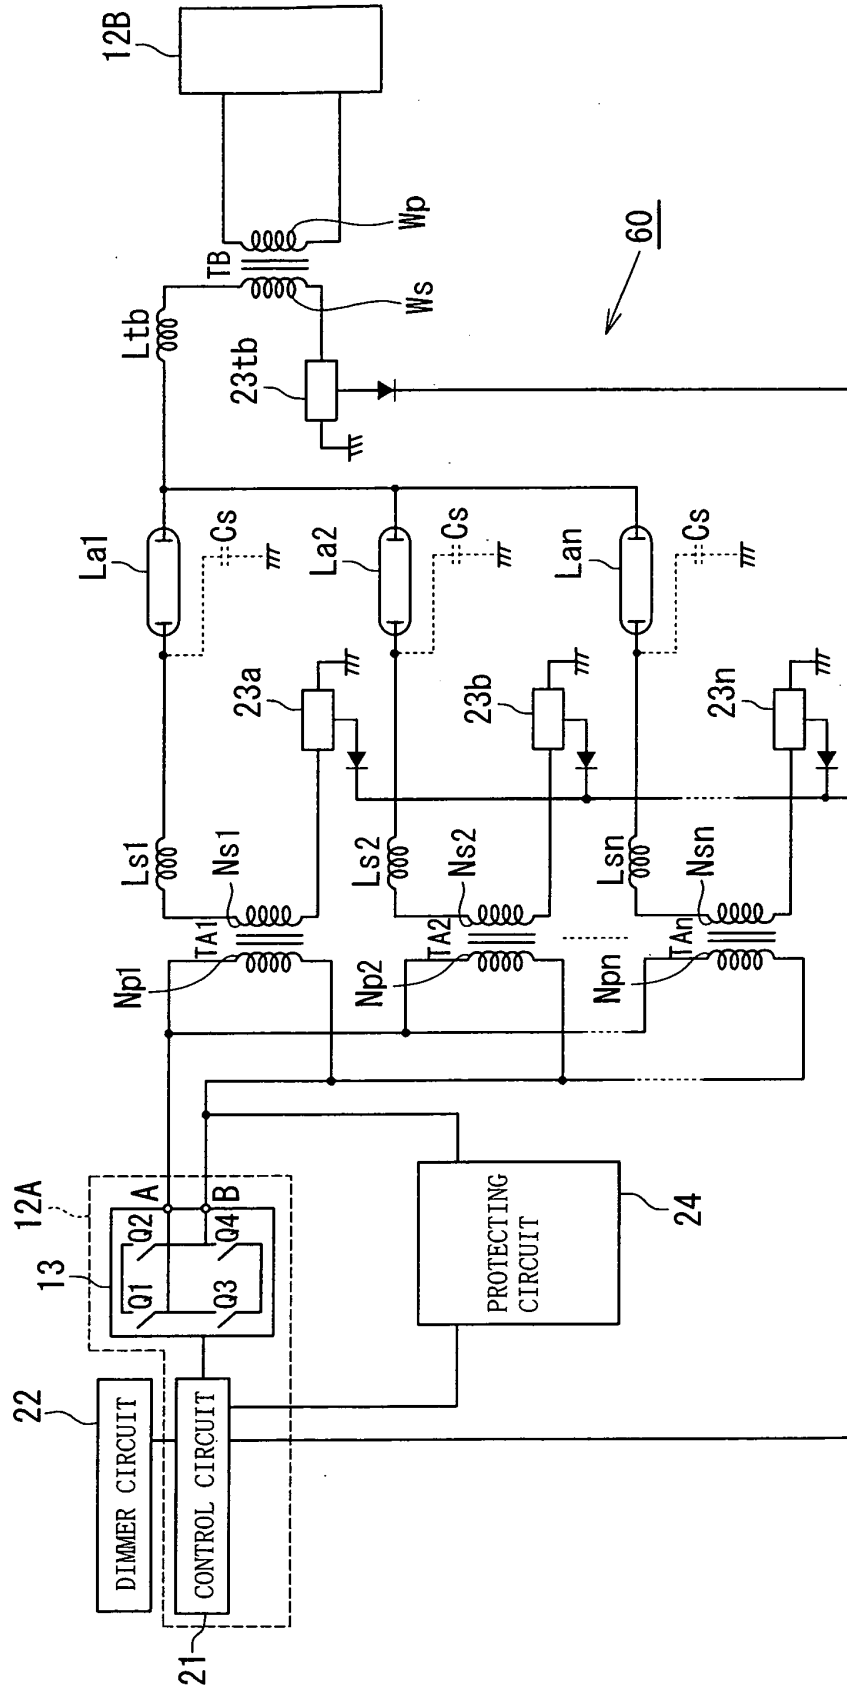 12B
Wp
TB
Ws
Ltb
23tb
60
La1
Cs
La2
Cs
Lan
Cs
23a
23b
23n
Ls1
Ns1
Ls2
Ns2
Lsn
Nsn
TA1
Np1
TA2
Np2
TAn
Npn
12A
A
B
13
Q2
Q4
Q1
Q3
PROTECTING
CIRCUIT
24
22
DIMMER CIRCUIT
CONTROL CIRCUIT
21